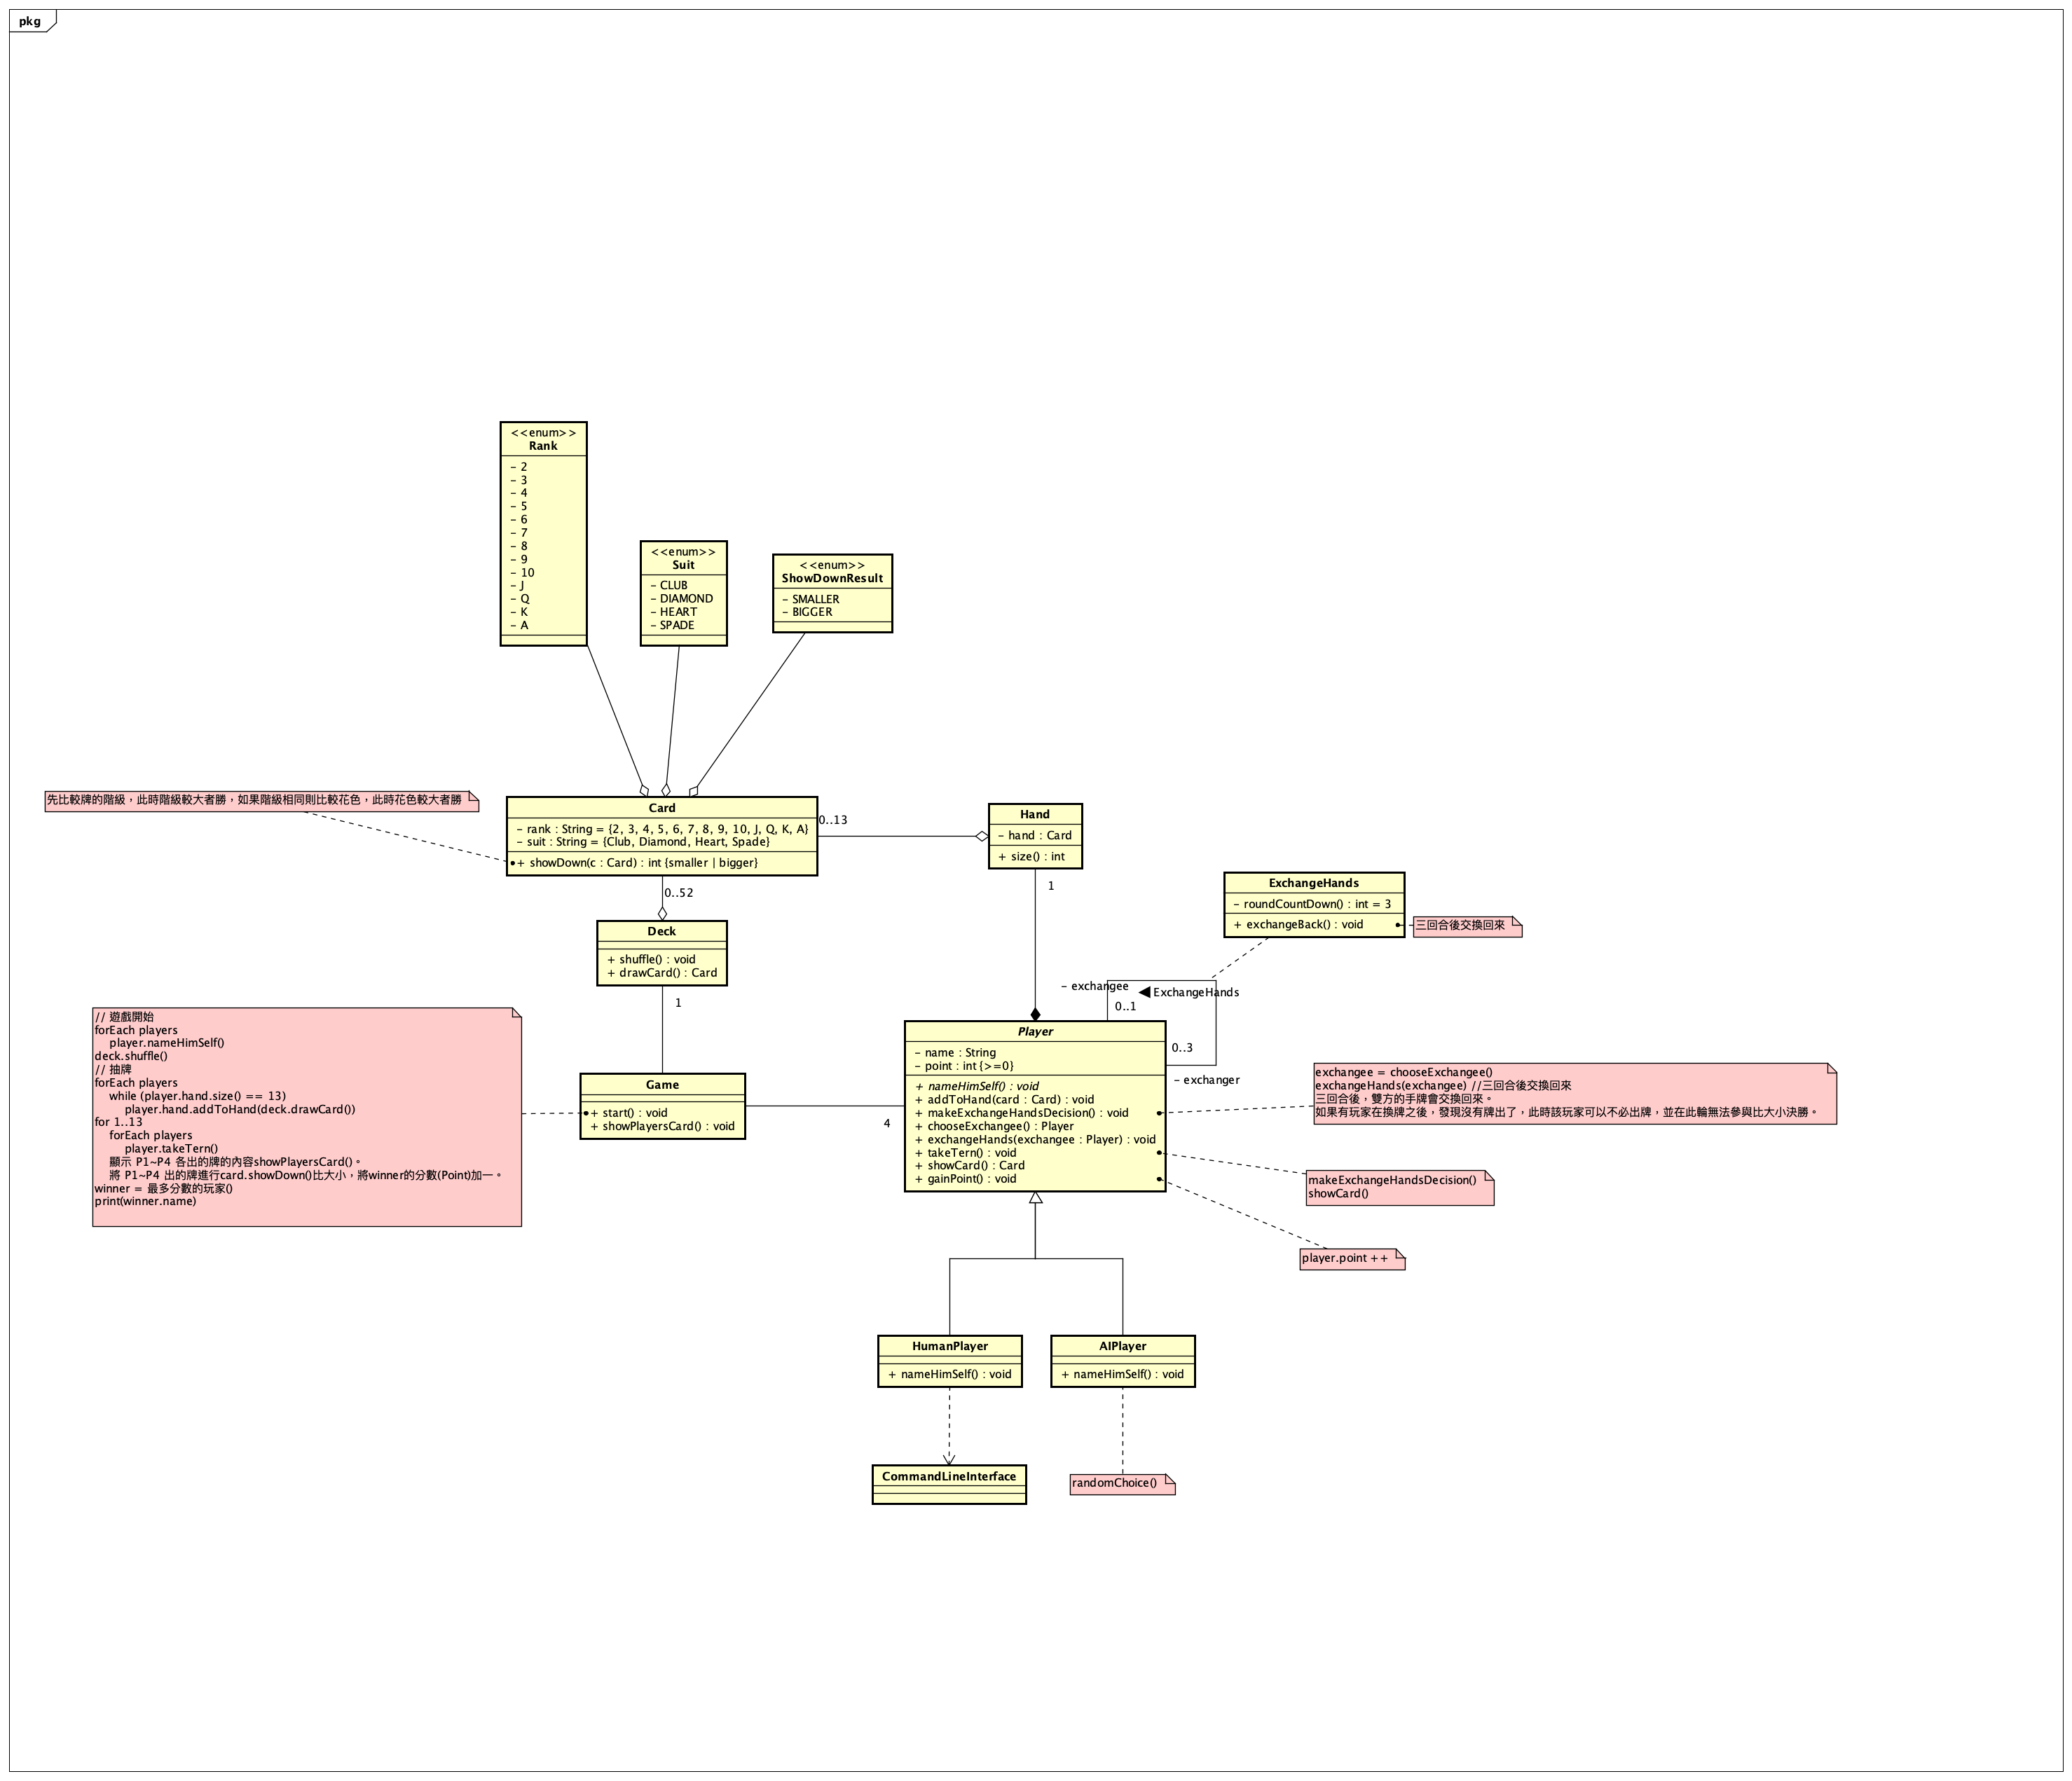 pkg
<<enum>>
Rank
– 2
– 3
– 4
– 5
– 6
– 7
– 8
– 9
– 10
– J
– Q
– K
– A
<<enum>>
Suit
– CLUB
– DIAMOND
– HEART
– SPADE
<<enum>>
ShowDownResult
– SMALLER
– BIGGER
先比較牌的階級，此時階級較大者勝，如果階級相同則比較花色，此時花色較大者勝
Card
– rank : String = {2, 3, 4, 5, 6, 7, 8, 9, 10, J, Q, K, A}
– suit : String = {Club, Diamond, Heart, Spade}
+ showDown(c : Card) : int {smaller | bigger}
0..13
Hand
– hand : Card
+ size() : int
1
0..52
Deck
+ shuffle() : void
+ drawCard() : Card
1
ExchangeHands
– roundCountDown() : int = 3
+ exchangeBack() : void
三回合後交換回來
– exchangee
ExchangeHands
0..1
0..3
– exchanger
// 遊戲開始
forEach players
player.nameHimSelf()
deck.shuffle()
// 抽牌
forEach players
while (player.hand.size() == 13)
player.hand.addToHand(deck.drawCard())
for 1..13
forEach players
player.takeTern()
顯示 P1~P4 各出的牌的內容showPlayersCard()。
將 P1~P4 出的牌進行card.showDown()比大小，將winner的分數(Point)加一。
winner = 最多分數的玩家()
print(winner.name)
Game
+ start() : void
+ showPlayersCard() : void
4
Player
– name : String
– point : int {>=0}
+ nameHimSelf() : void
+ addToHand(card : Card) : void
+ makeExchangeHandsDecision() : void
+ chooseExchangee() : Player
+ exchangeHands(exchangee : Player) : void
+ takeTern() : void
+ showCard() : Card
+ gainPoint() : void
exchangee = chooseExchangee()
exchangeHands(exchangee) //三回合後交換回來
三回合後，雙方的手牌會交換回來。
如果有玩家在換牌之後，發現沒有牌出了，此時該玩家可以不必出牌，並在此輪無法參與比大小決勝。
makeExchangeHandsDecision()
showCard()
player.point ++
HumanPlayer
+ nameHimSelf() : void
AIPlayer
+ nameHimSelf() : void
CommandLineInterface
randomChoice()